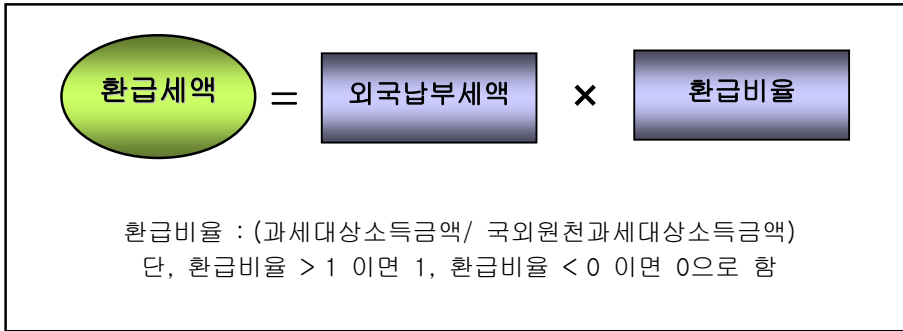 환급세액 = 외국납부세액 × 환급비율
환급비율 : (과세대상소득금액/ 국외원천과세대상소득금액)
단, 환급비율 > 1 이면 1, 환급비율 < 0 이면 0으로 함